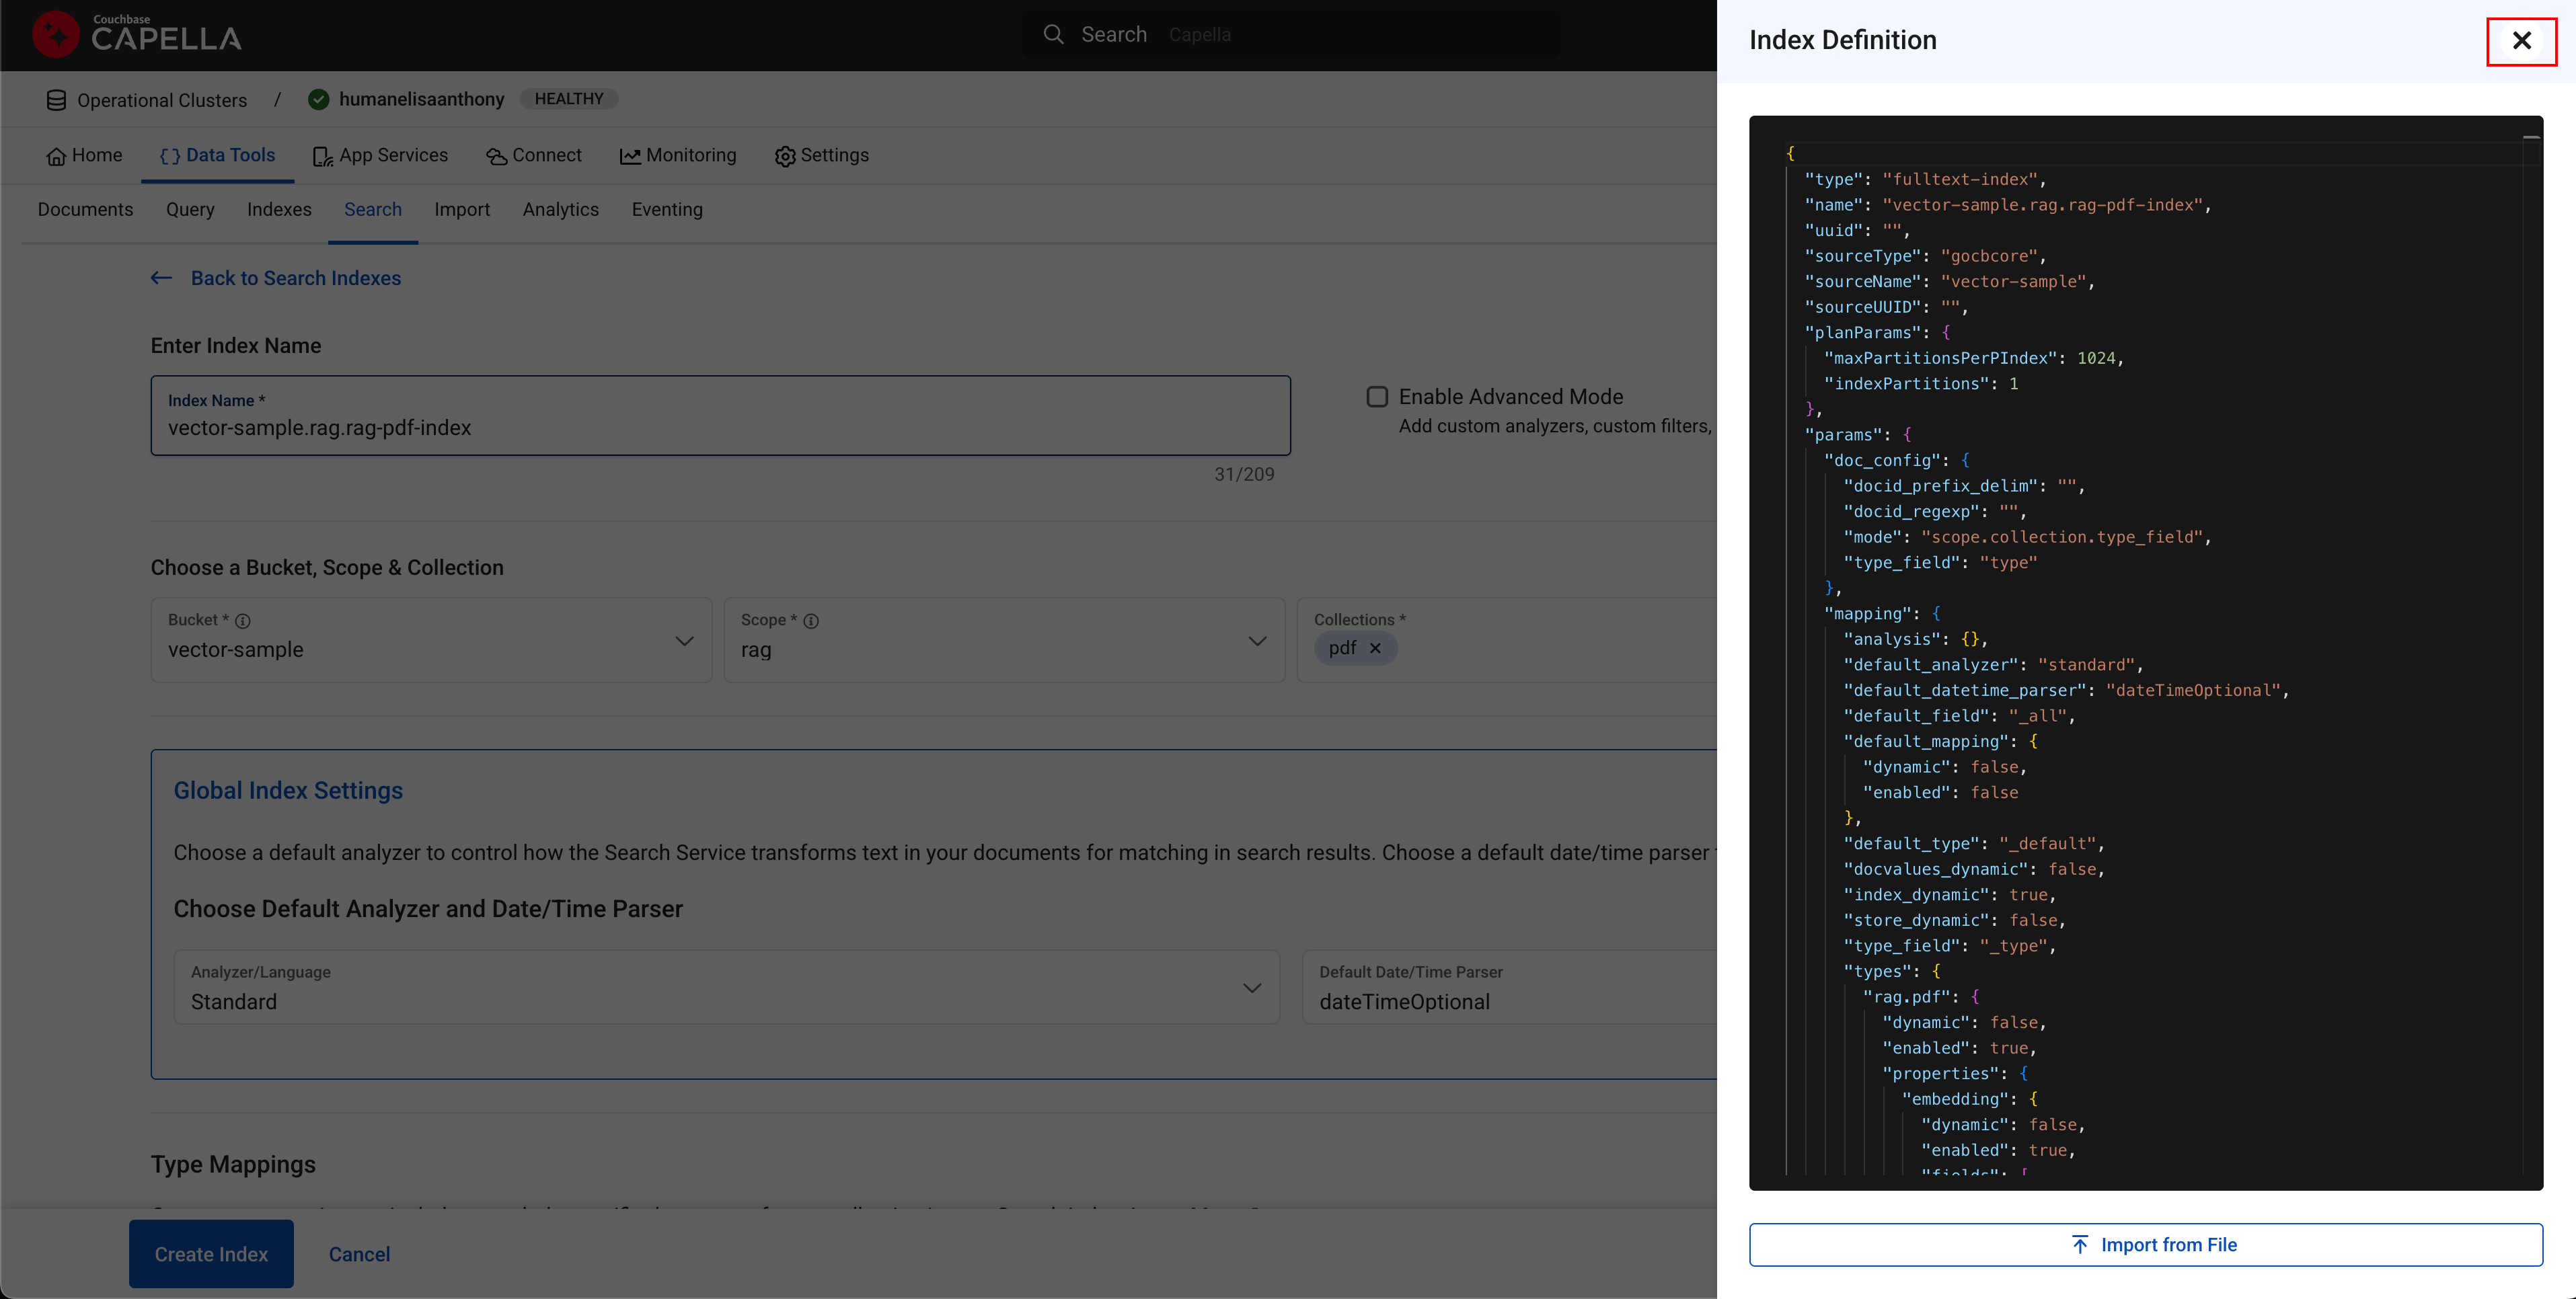 Couchbase
CAPELLA
Search Capella
Operational Clusters / humanelisaanthony HEALTHY
Home {} Data Tools App Services Connect Monitoring Settings
Documents Query Indexes Search Import Analytics Eventing
← Back to Search Indexes
Enter Index Name
Index Name *
vector-sample.rag.rag-pdf-index
31/209
Enable Advanced Mode
Add custom analyzers, custom filters,
Choose a Bucket, Scope & Collection
Bucket *
vector-sample
Scope *
rag
Collections *
pdf ×
Global Index Settings
Choose a default analyzer to control how the Search Service transforms text in your documents for matching in search results. Choose a default date/time parser
Choose Default Analyzer and Date/Time Parser
Analyzer/Language
Standard
Default Date/Time Parser
dateTimeOptional
Type Mappings
Create Index Cancel
Index Definition
{
"type": "fulltext-index",
"name": "vector-sample.rag.rag-pdf-index",
"uuid": "",
"sourceType": "gocbcore",
"sourceName": "vector-sample",
"sourceUUID": "",
"planParams": {
"maxPartitionsPerPIndex": 1024,
"indexPartitions": 1
},
"params": {
"doc_config": {
"docid_prefix_delim": "",
"docid_regexp": "",
"mode": "scope.collection.type_field",
"type_field": "type"
},
"mapping": {
"analysis": {},
"default_analyzer": "standard",
"default_datetime_parser": "dateTimeOptional",
"default_field": "_all",
"default_mapping": {
"dynamic": false,
"enabled": false
},
"default_type": "_default",
"docvalues_dynamic": false,
"index_dynamic": true,
"store_dynamic": false,
"type_field": "_type",
"types": {
"rag.pdf": {
"dynamic": false,
"enabled": true,
"properties": {
"embedding": {
"dynamic": false,
"enabled": true,
"fields": [
Import from File